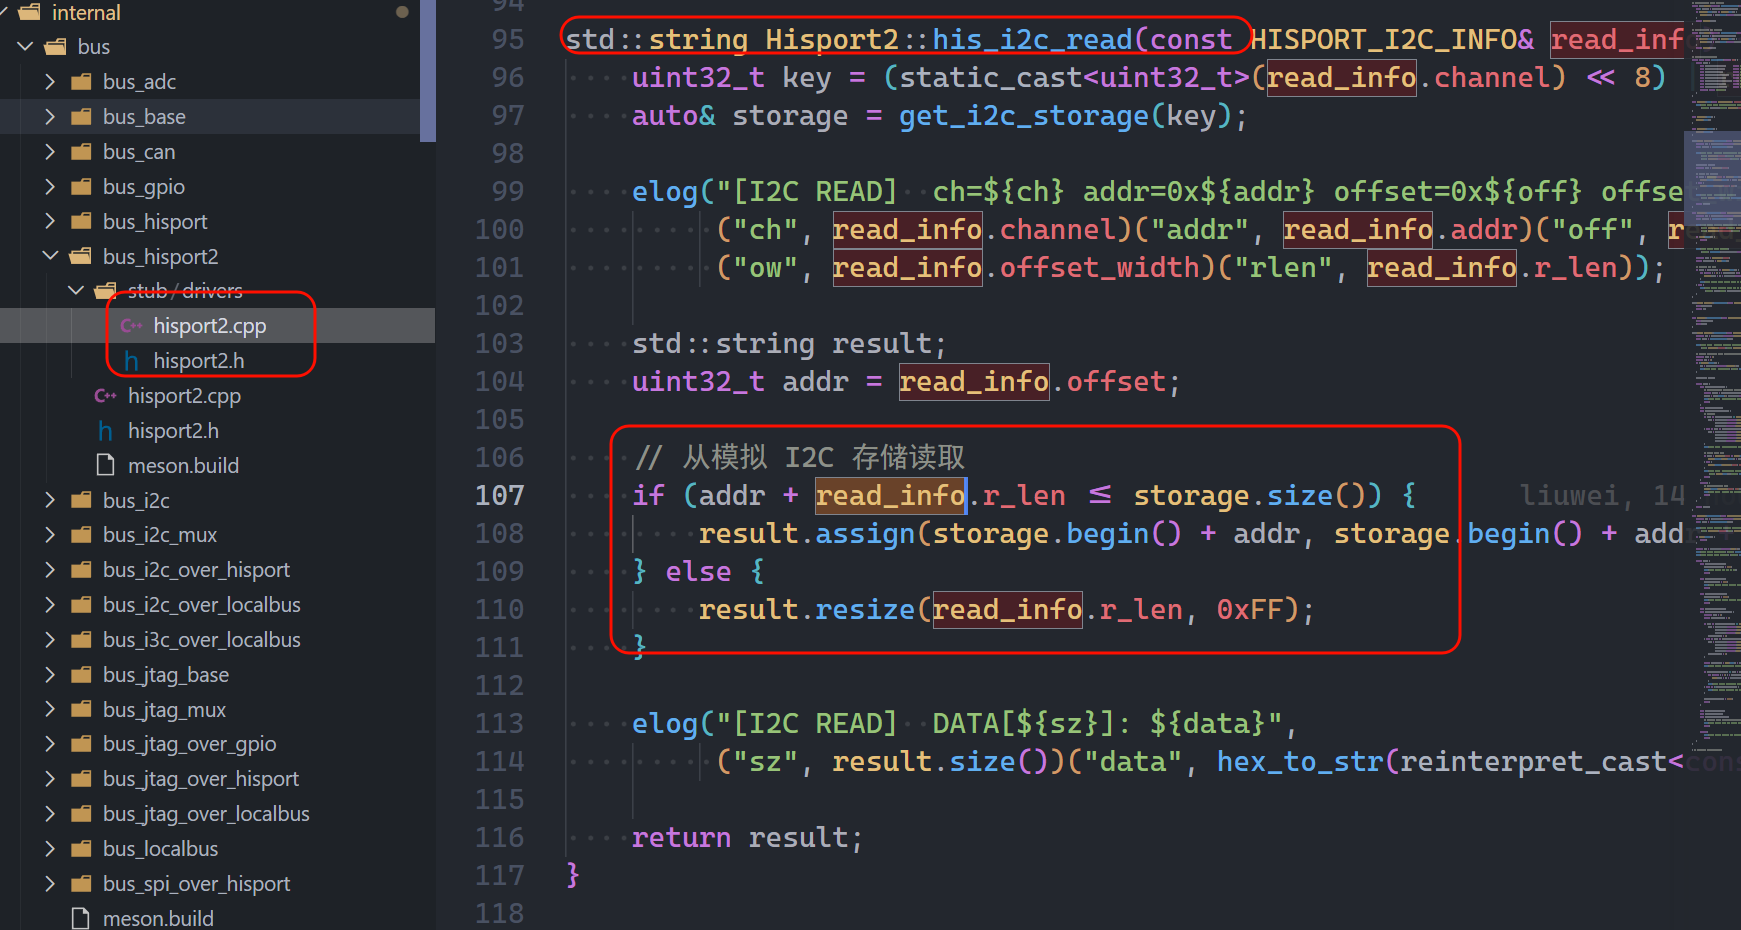 internal
bus
bus_adc
bus_base
bus_can
bus_gpio
bus_hisport
bus_hisport2
stub/drivers
hisport2.cpp
hisport2.h
hisport2.cpp
hisport2.h
meson.build
bus_i2c
bus_i2c_mux
bus_i2c_over_hisport
bus_i2c_over_localbus
bus_i3c_over_localbus
bus_jtag_base
bus_jtag_mux
bus_jtag_over_gpio
bus_jtag_over_hisport
bus_jtag_over_localbus
bus_localbus
bus_spi_over_hisport
meson.build
94
95 std::string Hisport2::his_i2c_read(const HISPORT_I2C_INFO& read_info
96 uint32_t key = (static_cast<uint32_t>(read_info.channel) << 8)
97 auto& storage = get_i2c_storage(key);
98
99 elog("[I2C READ]  ch=${ch} addr=0x${addr} offset=0x${off} offset
100 ("ch", read_info.channel)("addr", read_info.addr)("off", r
101 ("ow", read_info.offset_width)("rlen", read_info.r_len));
102
103 std::string result;
104 uint32_t addr = read_info.offset;
105
106 // 从模拟 I2C 存储读取
107 if (addr + read_info.r_len <= storage.size()) { liuwei, 14
108 result.assign(storage.begin() + addr, storage.begin() + addr
109 } else {
110 result.resize(read_info.r_len, 0xFF);
111 }
112
113 elog("[I2C READ]  DATA[${sz}]: ${data}",
114 ("sz", result.size())("data", hex_to_str(reinterpret_cast<cons
115
116 return result;
117 }
118